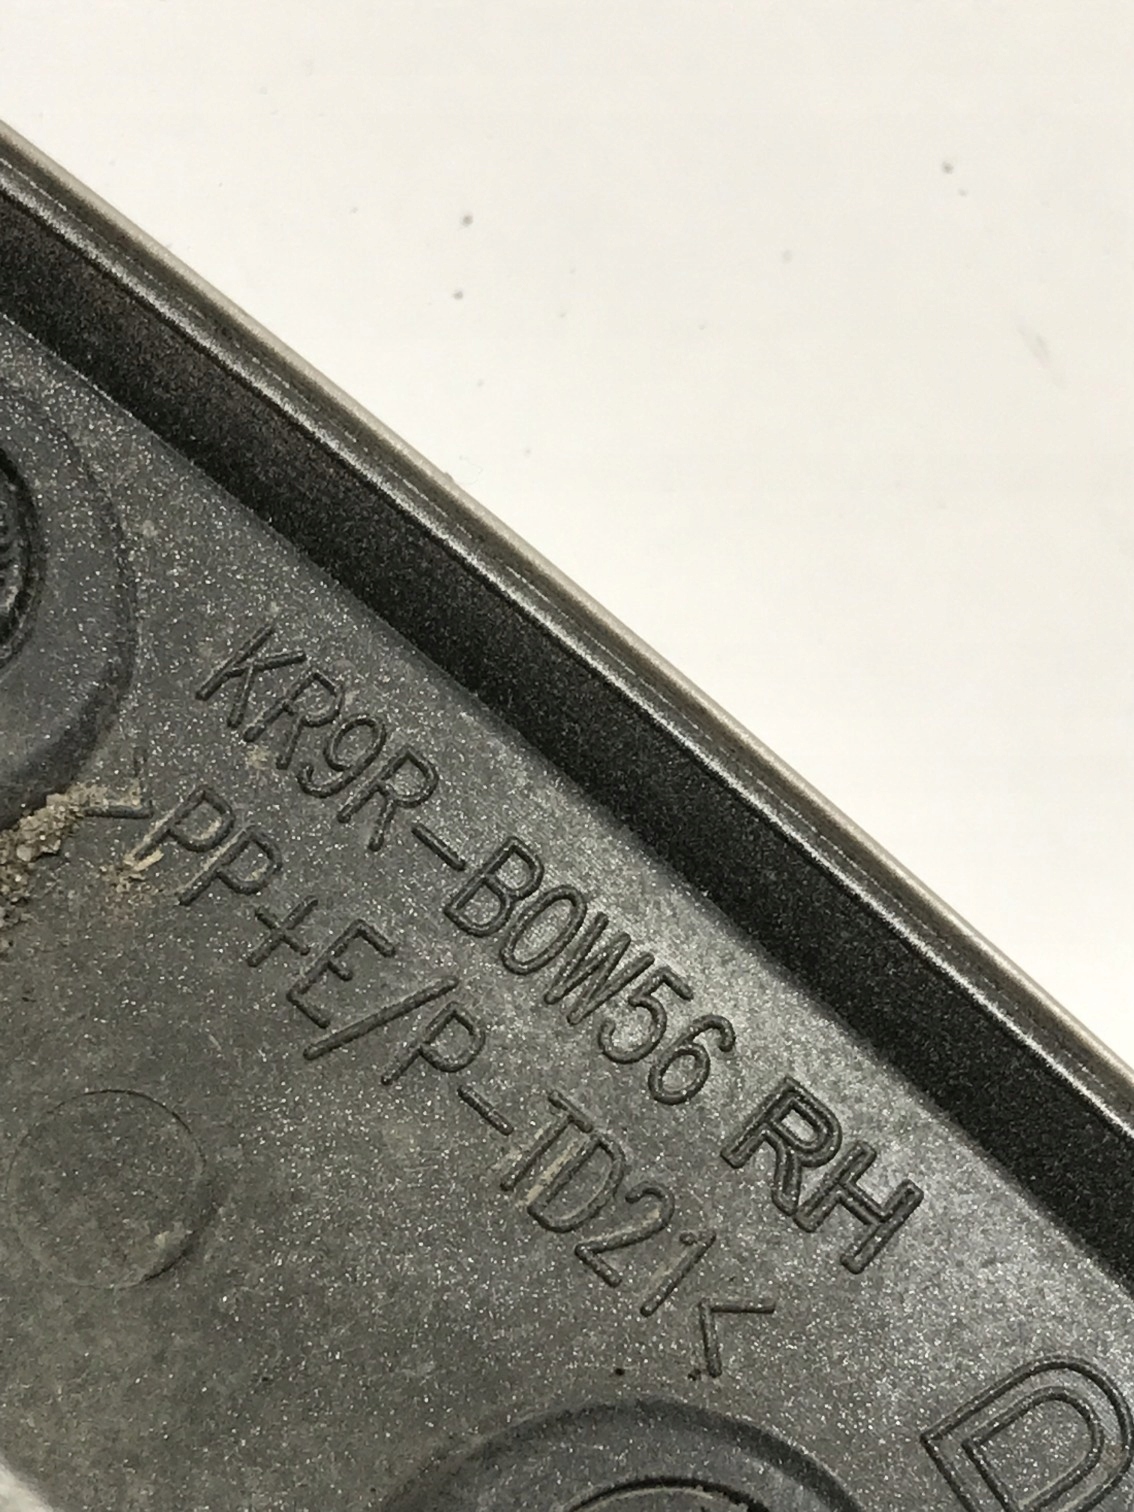 KR9R-B0W56 RH
>PP+E/P-TD21<
D